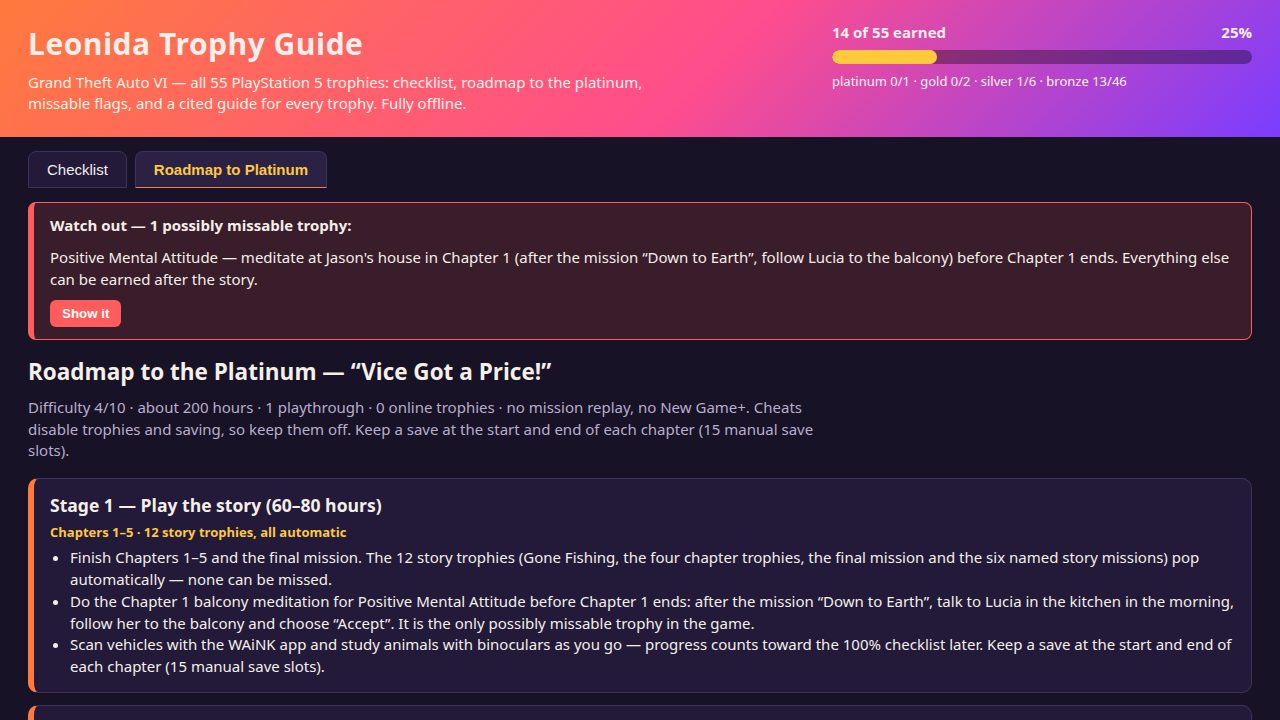 Leonida Trophy Guide
Grand Theft Auto VI — all 55 PlayStation 5 trophies: checklist, roadmap to the platinum,
missable flags, and a cited guide for every trophy. Fully offline.
14 of 55 earned 25%
platinum 0/1 · gold 0/2 · silver 1/6 · bronze 13/46
Checklist
Roadmap to Platinum
Watch out — 1 possibly missable trophy:
Positive Mental Attitude — meditate at Jason's house in Chapter 1 (after the mission “Down to Earth”, follow Lucia to the balcony) before Chapter 1 ends. Everything else
can be earned after the story.
Show it
Roadmap to the Platinum — “Vice Got a Price!”
Difficulty 4/10 · about 200 hours · 1 playthrough · 0 online trophies · no mission replay, no New Game+. Cheats
disable trophies and saving, so keep them off. Keep a save at the start and end of each chapter (15 manual save
slots).
Stage 1 — Play the story (60–80 hours)
Chapters 1–5 · 12 story trophies, all automatic
• Finish Chapters 1–5 and the final mission. The 12 story trophies (Gone Fishing, the four chapter trophies, the final mission and the six named story missions) pop
automatically — none can be missed.
• Do the Chapter 1 balcony meditation for Positive Mental Attitude before Chapter 1 ends: after the mission “Down to Earth”, talk to Lucia in the kitchen in the morning,
follow her to the balcony and choose “Accept”. It is the only possibly missable trophy in the game.
• Scan vehicles with the WAiNK app and study animals with binoculars as you go — progress counts toward the 100% checklist later. Keep a save at the start and end of
each chapter (15 manual save slots).